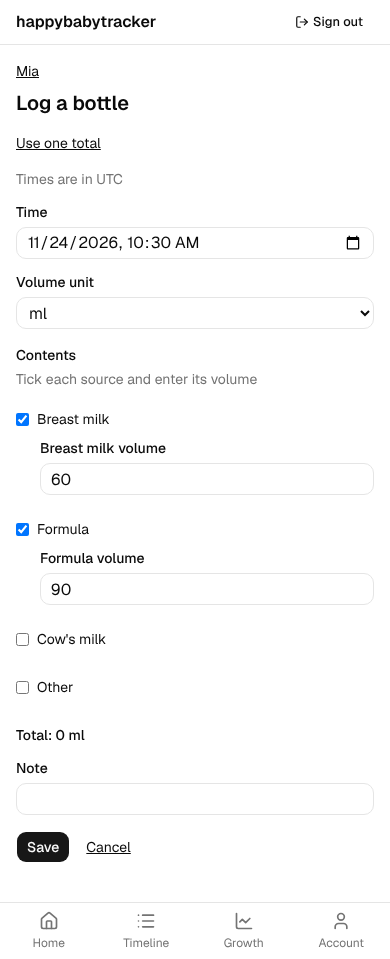 happybabytracker
Sign out
Mia
Log a bottle
Use one total
Times are in UTC
Time
11/24/2026, 10:30 AM
Volume unit
ml
Contents
Tick each source and enter its volume
Breast milk
Breast milk volume
60
Formula
Formula volume
90
Cow's milk
Other
Total: 0 ml
Note
Save
Cancel
Home
Timeline
Growth
Account